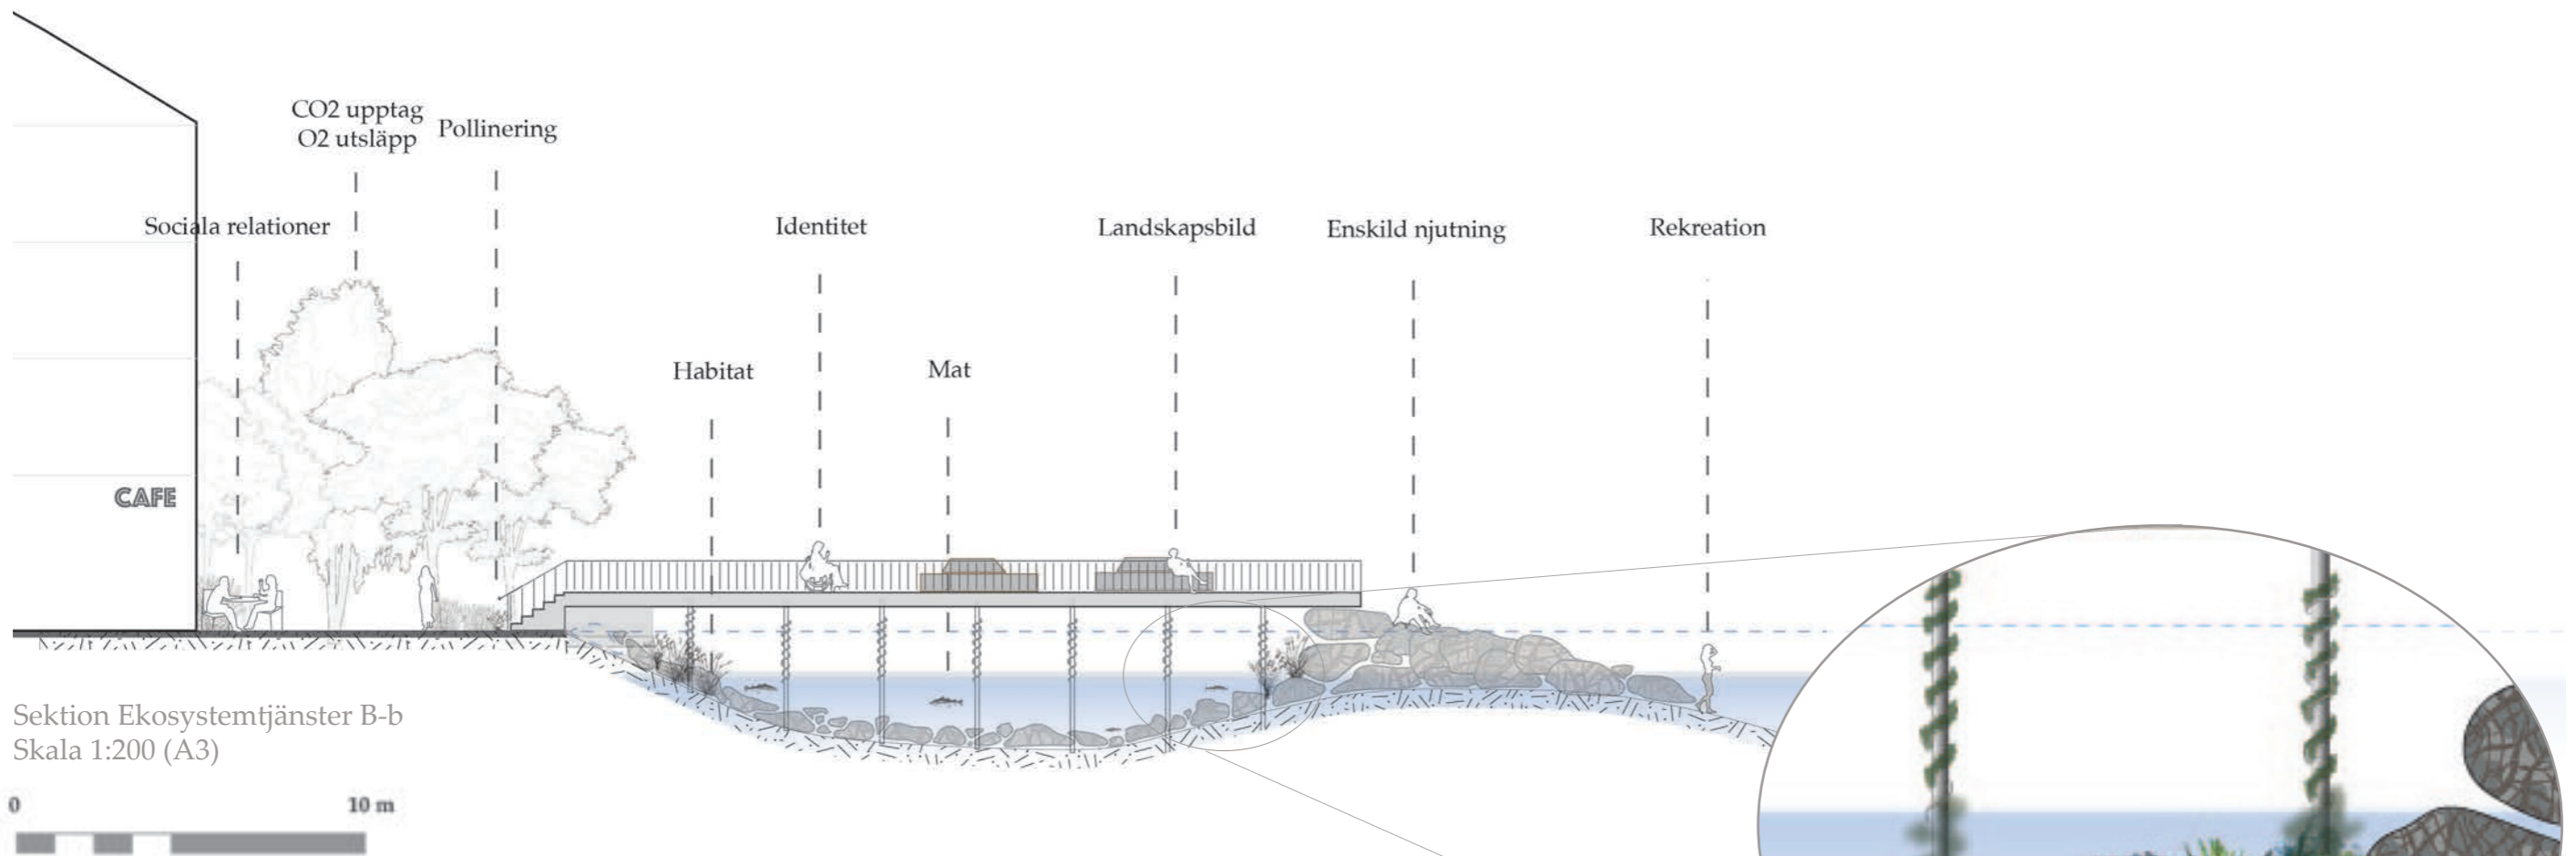 CO2 upptag
O2 utsläpp
Pollinering
Sociala relationer
Identitet
Landskapsbild
Enskild njutning
Rekreation
Habitat
Mat
CAFE
Sektion Ekosystemtjänster B-b
Skala 1:200 (A3)
0
10 m